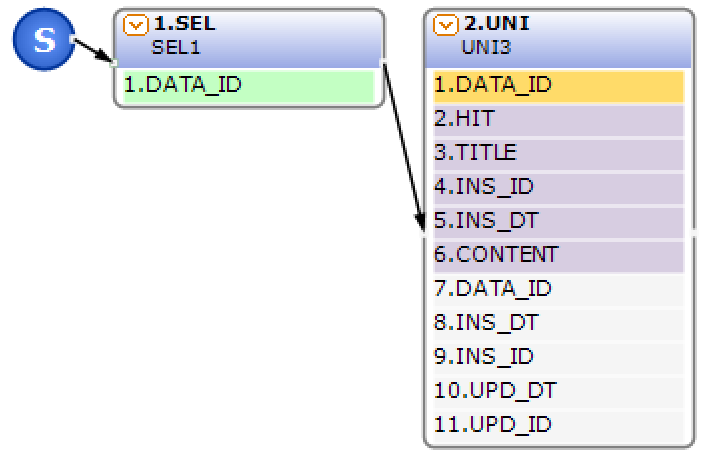 S
1.SEL
SEL1
1.DATA_ID
2.UNI
UNI3
1.DATA_ID
2.HIT
3.TITLE
4.INS_ID
5.INS_DT
6.CONTENT
7.DATA_ID
8.INS_DT
9.INS_ID
10.UPD_DT
11.UPD_ID